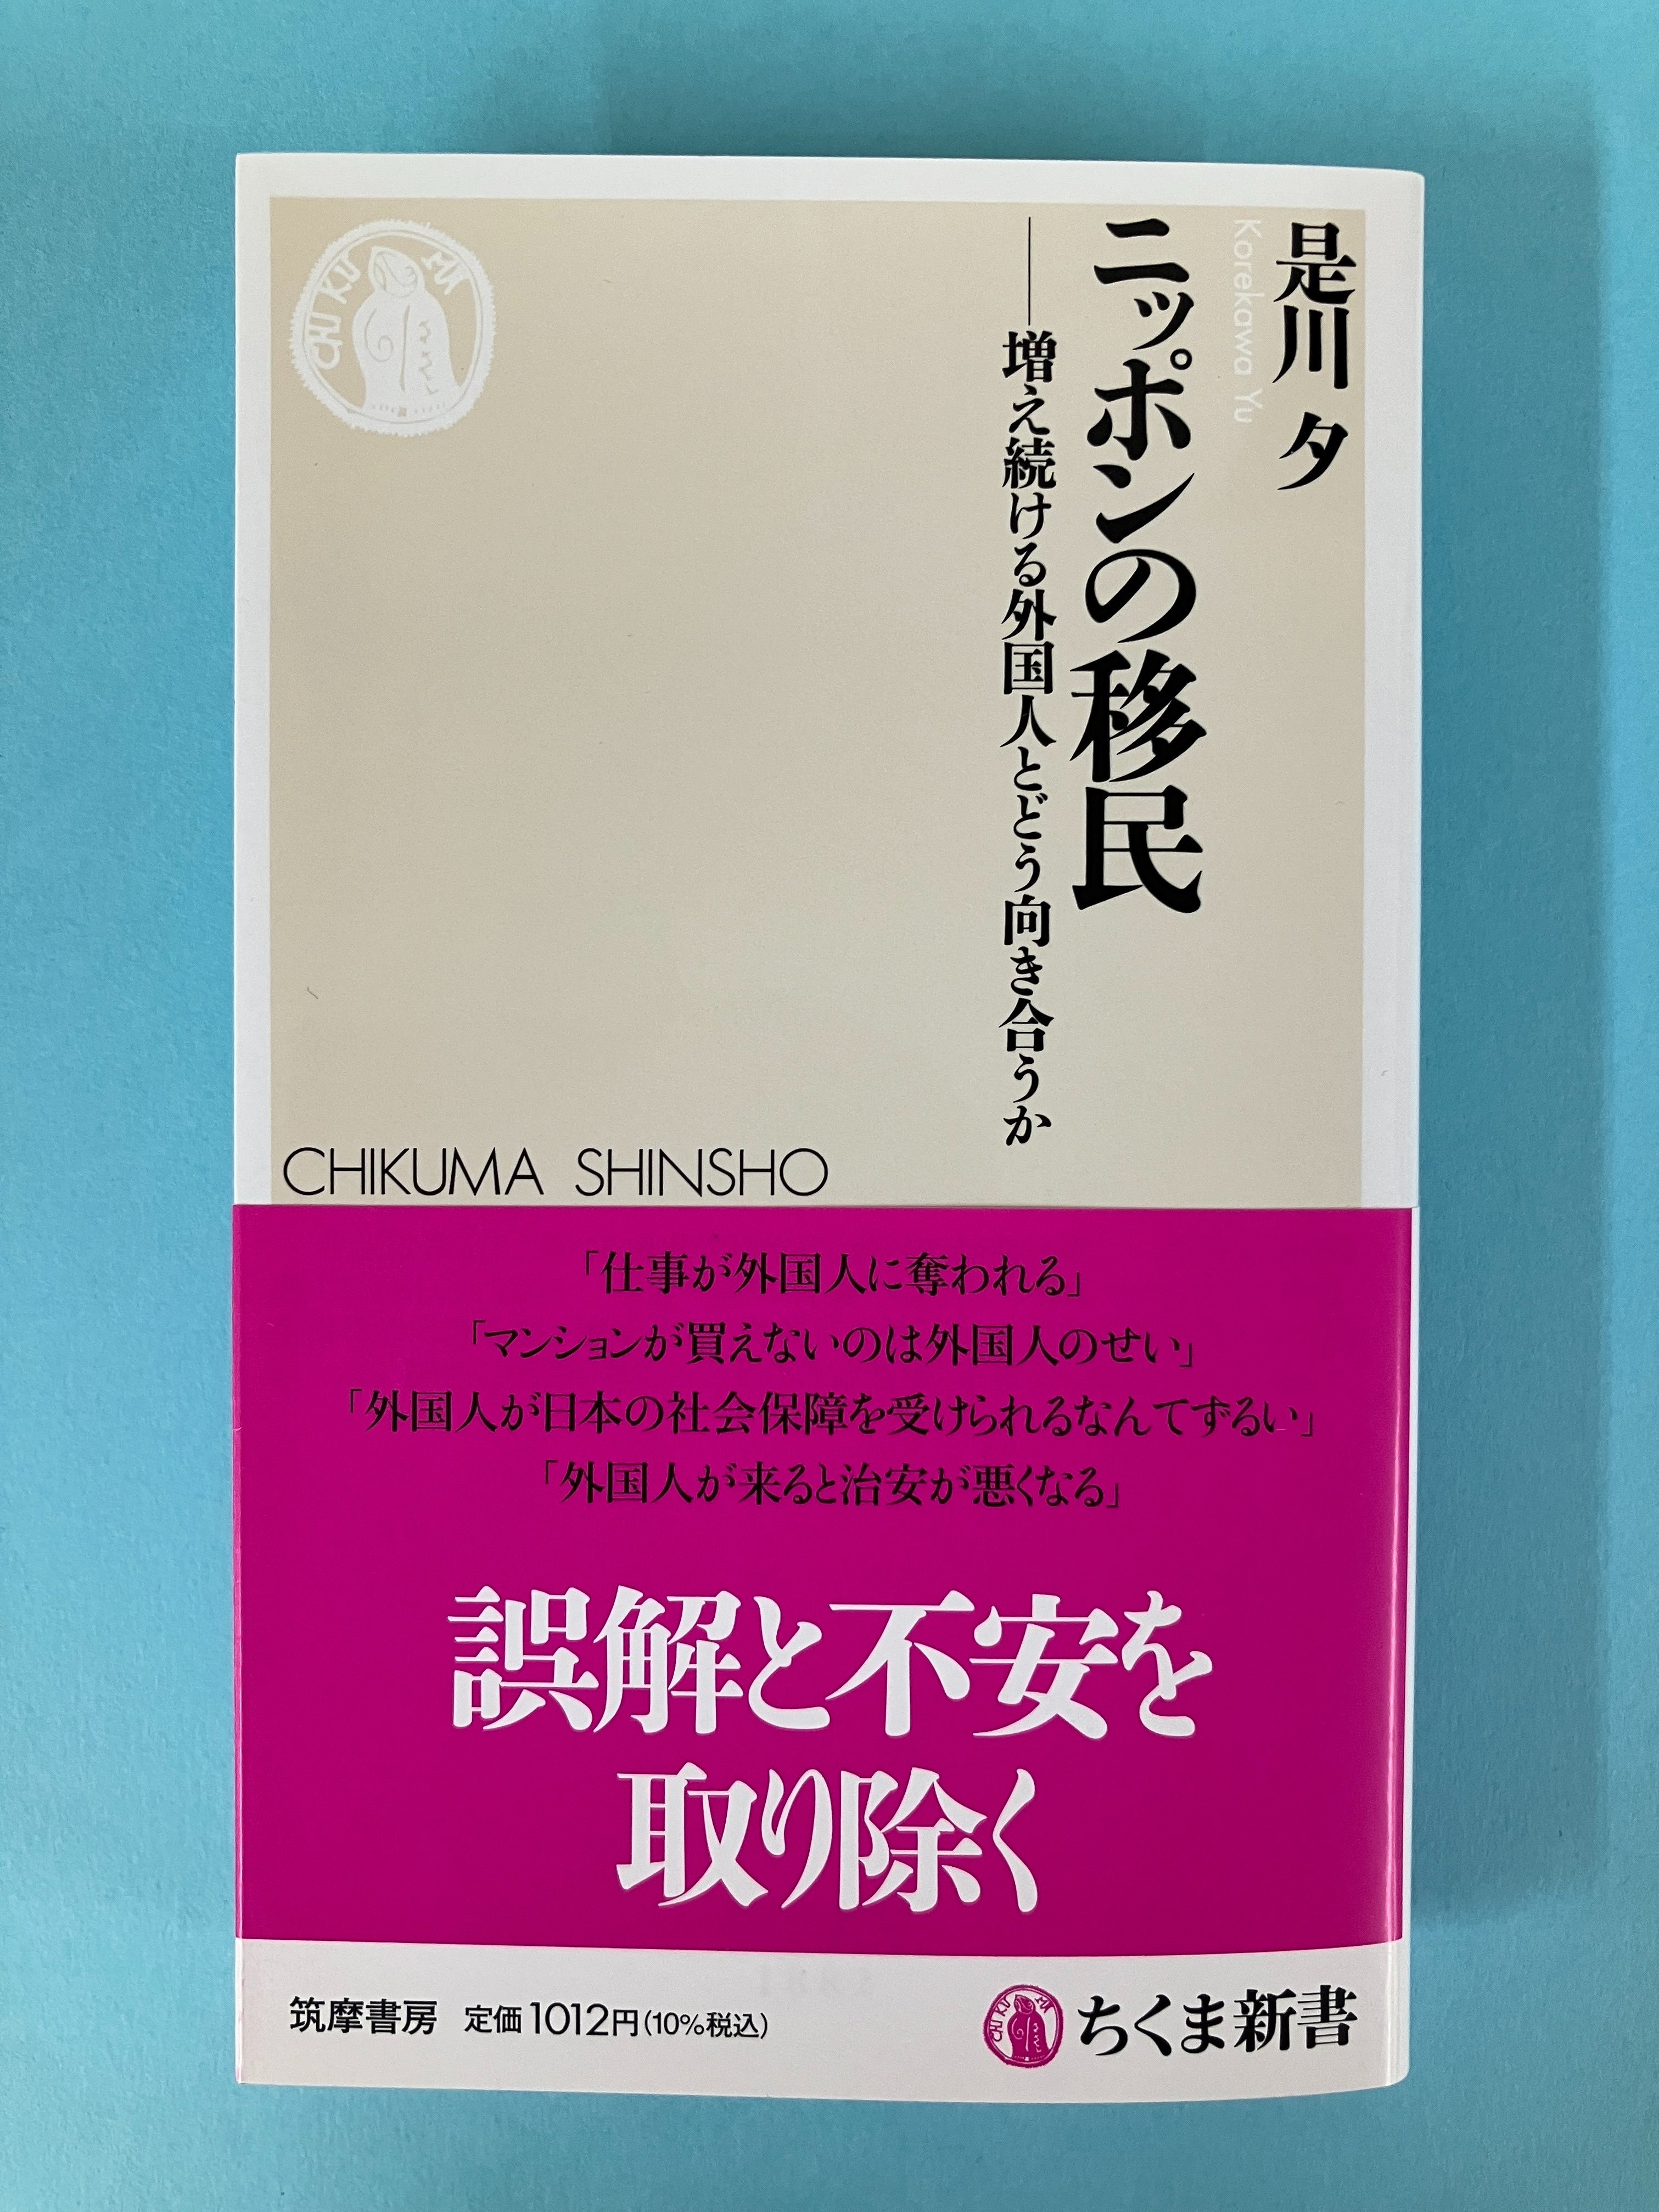 是川 夕
Korekawa Yu
ニッポンの移民
――増え続ける外国人とどう向き合うか
CHIKUMA
CHIKUMA SHINSHO
「仕事が外国人に奪われる」
「マンションが買えないのは外国人のせい」
「外国人が日本の社会保障を受けられるなんてずるい」
「外国人が来ると治安が悪くなる」
誤解と不安を
取り除く
筑摩書房 定価1012円(10%税込)
CHIKUMA
ちくま新書